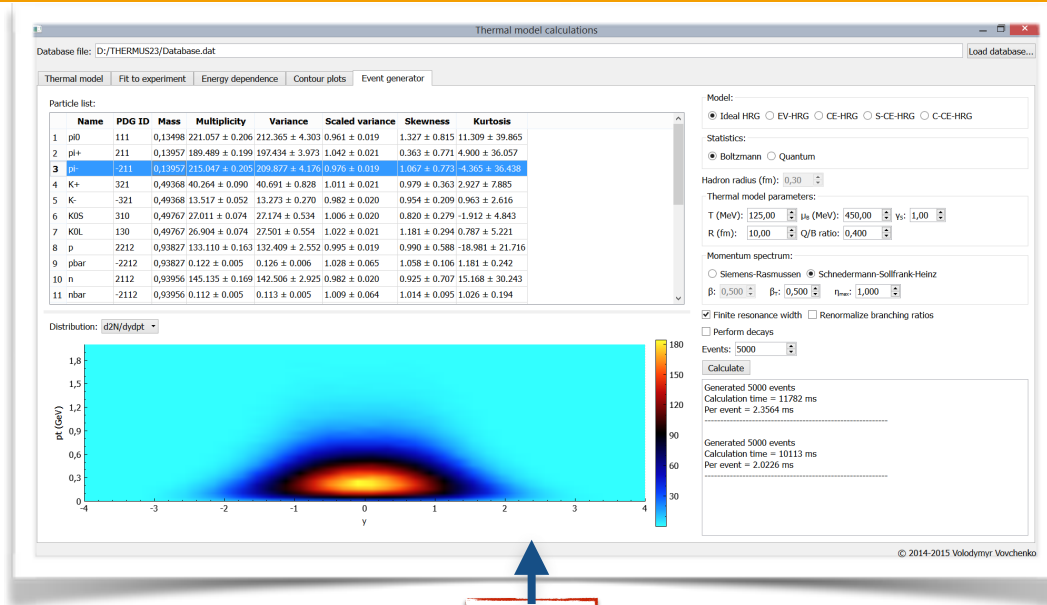 Thermal model calculations
Database file: D:/THERMUS23/Database.dat Load database...
Thermal model Fit to experiment Energy dependence Contour plots Event generator
Particle list:
Name PDG ID Mass Multiplicity Variance Scaled variance Skewness Kurtosis
1 pi0 111 0,13498 221.057 ± 0.206 212.365 ± 4.303 0.961 ± 0.019 1.327 ± 0.815 11.309 ± 39.865
2 pi+ 211 0,13957 189.489 ± 0.199 197.434 ± 3.973 1.042 ± 0.021 0.363 ± 0.771 4.900 ± 36.057
3 pi- -211 0,13957 215.047 ± 0.205 209.877 ± 4.176 0.976 ± 0.019 1.067 ± 0.773 -4.365 ± 36.438
4 K+ 321 0,49368 40.264 ± 0.090 40.691 ± 0.828 1.011 ± 0.021 0.979 ± 0.363 2.927 ± 7.885
5 K- -321 0,49368 13.517 ± 0.052 13.273 ± 0.270 0.982 ± 0.020 0.954 ± 0.209 0.963 ± 2.616
6 K0S 310 0,49767 27.011 ± 0.074 27.174 ± 0.534 1.006 ± 0.020 0.820 ± 0.279 -1.912 ± 4.843
7 K0L 130 0,49767 26.904 ± 0.074 27.501 ± 0.554 1.022 ± 0.021 1.181 ± 0.294 0.787 ± 5.221
8 p 2212 0,93827 133.110 ± 0.163 132.409 ± 2.552 0.995 ± 0.019 0.990 ± 0.588 -18.981 ± 21.716
9 pbar -2212 0,93827 0.122 ± 0.005 0.126 ± 0.006 1.028 ± 0.065 1.058 ± 0.106 1.181 ± 0.242
10 n 2112 0,93956 145.135 ± 0.169 142.506 ± 2.925 0.982 ± 0.020 0.925 ± 0.707 15.168 ± 30.243
11 nbar -2112 0,93956 0.112 ± 0.005 0.113 ± 0.005 1.009 ± 0.064 1.014 ± 0.095 1.026 ± 0.194
Distribution: d2N/dydpt
1,8
1,5
1,2
0,9
0,6
0,3
0
pt (GeV)
-4 -3 -2 -1 0 1 2 3 4
y
180
150
120
90
60
30
Model:
Ideal HRG EV-HRG CE-HRG S-CE-HRG C-CE-HRG
Statistics:
Boltzmann Quantum
Hadron radius (fm): 0,30
Thermal model parameters:
T (MeV): 125,00 μB (MeV): 450,00 γS: 1,00
R (fm): 10,00 Q/B ratio: 0,400
Momentum spectrum:
Siemens-Rasmussen Schnedermann-Sollfrank-Heinz
β: 0,500 βT: 0,500 ηmax: 1,000
Finite resonance width Renormalize branching ratios
Perform decays
Events: 5000
Calculate
Generated 5000 events
Calculation time = 11782 ms
Per event = 2.3564 ms
------------------------------------------------------------
Generated 5000 events
Calculation time = 10113 ms
Per event = 2.0226 ms
------------------------------------------------------------
© 2014-2015 Volodymyr Vovchenko